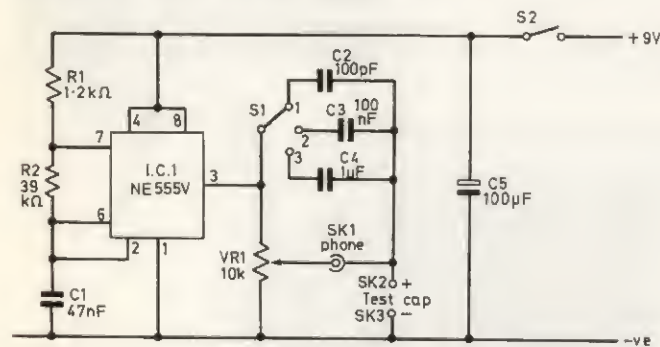 S2
+9V
R1
1·2kΩ
C2
100pF
S1
1
C3
100
nF
2
3
C4
1µF
4
8
7
I.C.1
NE555V
3
R2
39
kΩ
6
2
1
C5
100µF
SK1
phone
VR1
10k
SK2
+
Test cap
SK3
−
C1
47nF
-ve